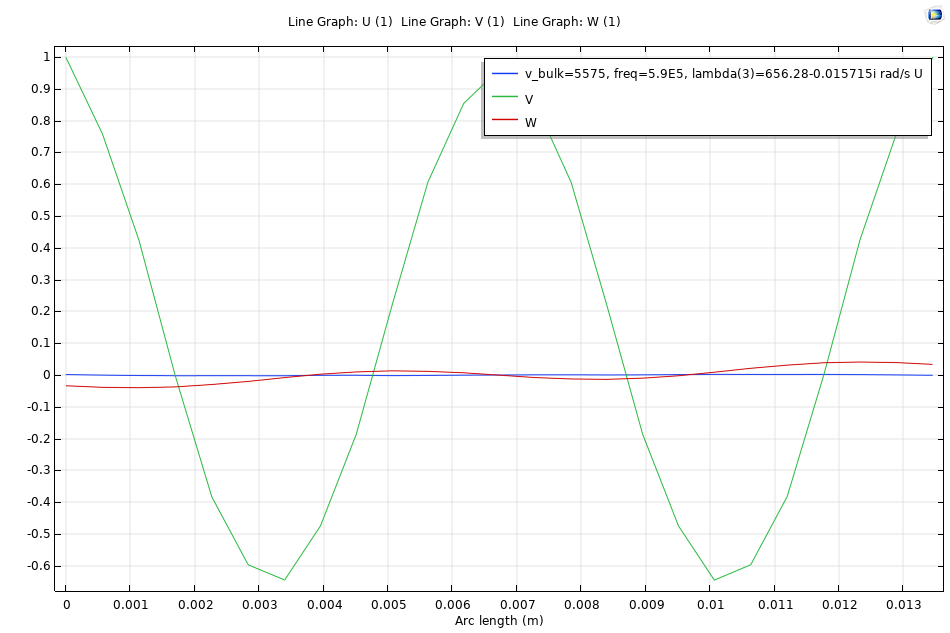 Line Graph: U (1) Line Graph: V (1) Line Graph: W (1)
v_bulk=5575, freq=5.9E5, lambda(3)=656.28-0.015715i rad/s U
V
W
1
0.9
0.8
0.7
0.6
0.5
0.4
0.3
0.2
0.1
0
-0.1
-0.2
-0.3
-0.4
-0.5
-0.6
0 0.001 0.002 0.003 0.004 0.005 0.006 0.007 0.008 0.009 0.01 0.011 0.012 0.013
Arc length (m)